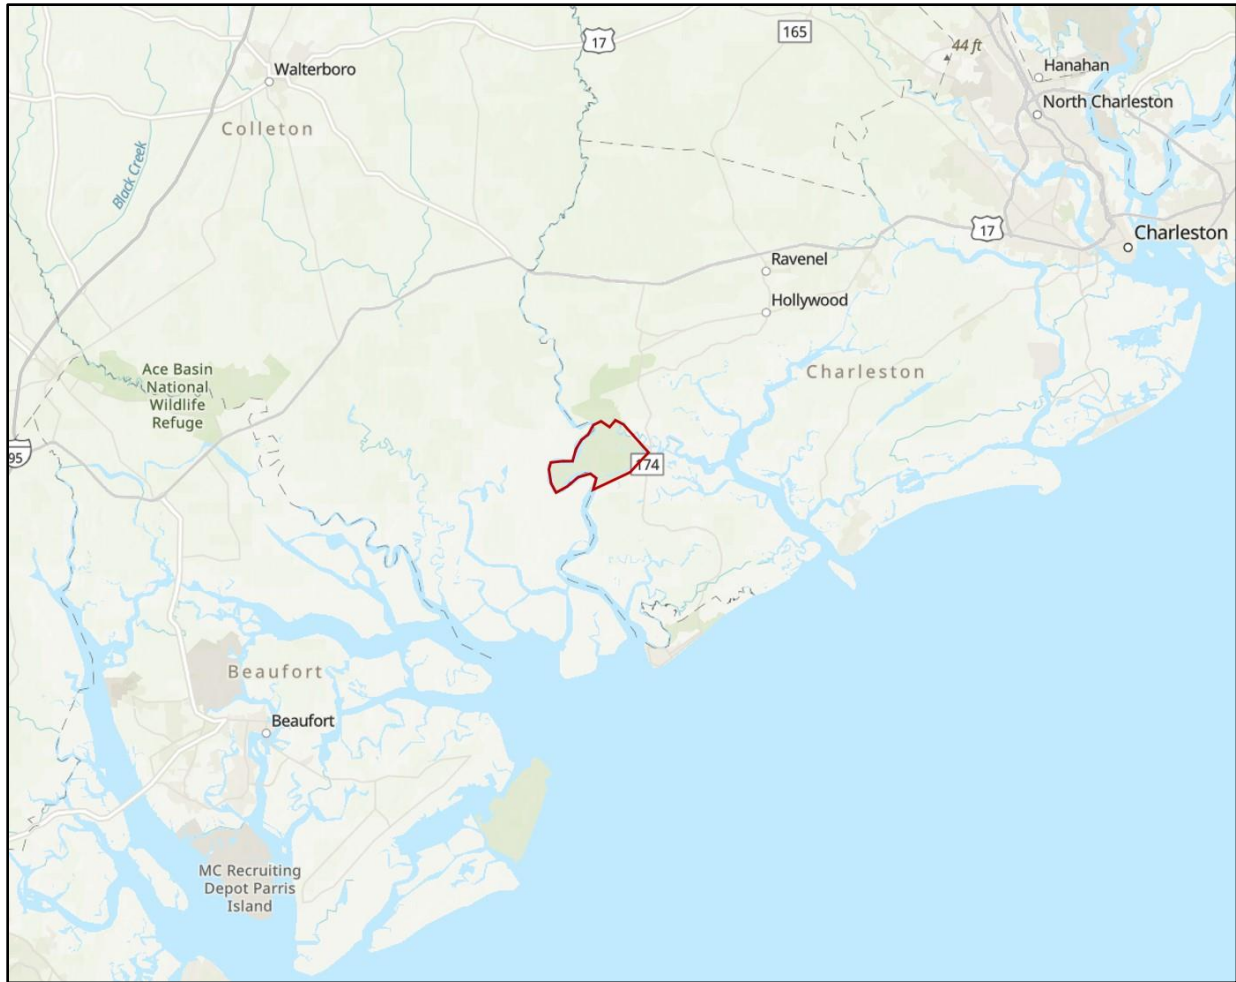 17
165
44 ft
Hanahan
Walterboro
North Charleston
Colleton
Black Creek
17
Charleston
Ravenel
Hollywood
Ace Basin
National
Wildlife
Refuge
Charleston
95
174
Beaufort
Beaufort
MC Recruiting
Depot Parris
Island